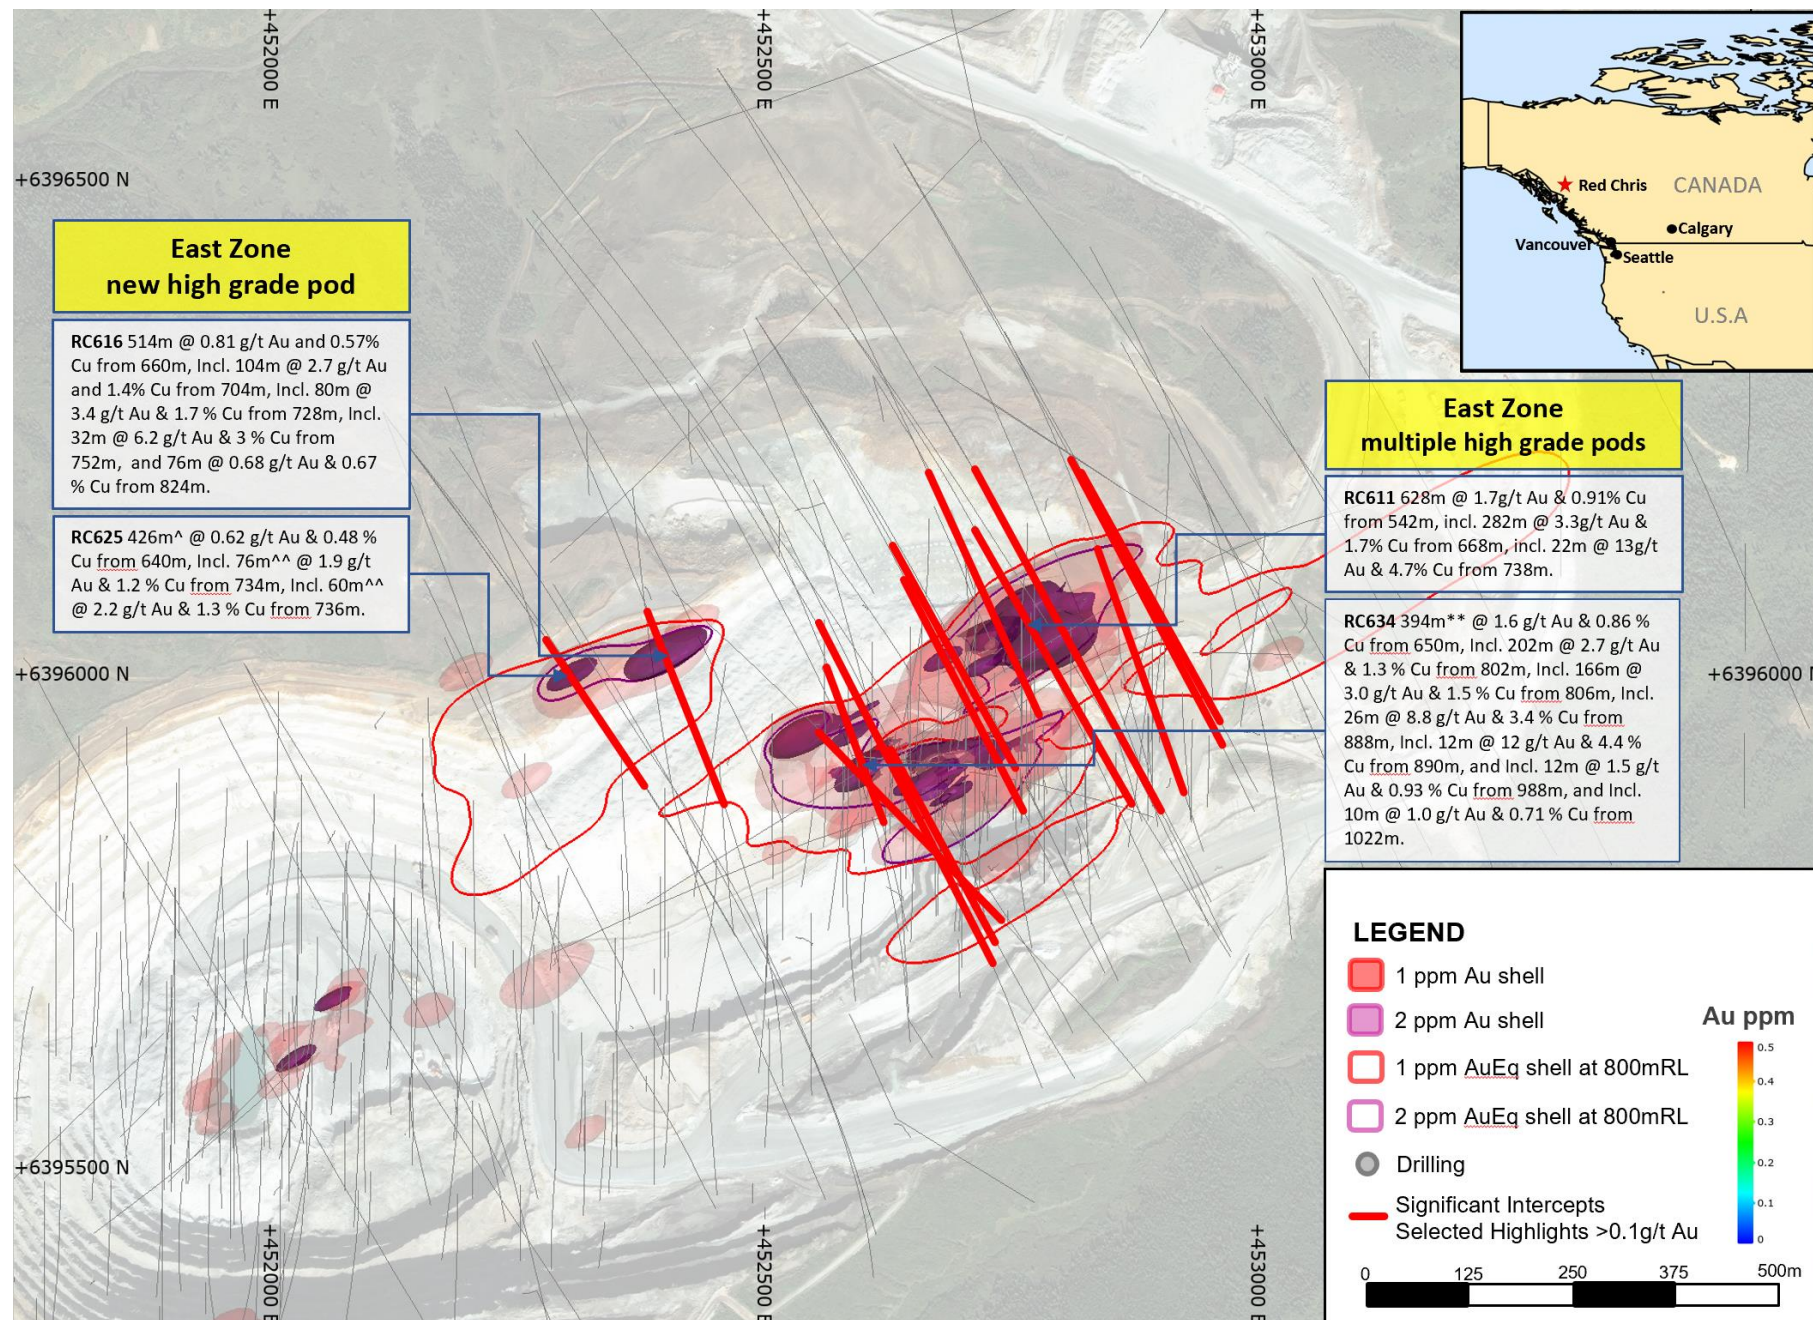 +452000 E
+452500 E
+453000 E
+6396500 N
East Zone
new high grade pod
RC616 514m @ 0.81 g/t Au and 0.57%
Cu from 660m, Incl. 104m @ 2.7 g/t Au
and 1.4% Cu from 704m, Incl. 80m @
3.4 g/t Au & 1.7 % Cu from 728m, Incl.
32m @ 6.2 g/t Au & 3 % Cu from
752m, and 76m @ 0.68 g/t Au & 0.67
% Cu from 824m.
RC625 426m^ @ 0.62 g/t Au & 0.48 %
Cu from 640m, Incl. 76m^^ @ 1.9 g/t
Au & 1.2 % Cu from 734m, Incl. 60m^^
@ 2.2 g/t Au & 1.3 % Cu from 736m.
Red Chris
CANADA
Calgary
Vancouver
Seattle
U.S.A
East Zone
multiple high grade pods
RC611 628m @ 1.7g/t Au & 0.91% Cu
from 542m, incl. 282m @ 3.3g/t Au &
1.7% Cu from 668m, incl. 22m @ 13g/t
Au & 4.7% Cu from 738m.
RC634 394m** @ 1.6 g/t Au & 0.86 %
Cu from 650m, Incl. 202m @ 2.7 g/t Au
& 1.3 % Cu from 802m, Incl. 166m @
3.0 g/t Au & 1.5 % Cu from 806m, Incl.
26m @ 8.8 g/t Au & 3.4 % Cu from
888m, Incl. 12m @ 12 g/t Au & 4.4 %
Cu from 890m, and Incl. 12m @ 1.5 g/t
Au & 0.93 % Cu from 988m, and Incl.
10m @ 1.0 g/t Au & 0.71 % Cu from
1022m.
+6396000 N
+6396000 N
+6395500 N
+452000 E
+452500 E
+453000 E
LEGEND
1 ppm Au shell
2 ppm Au shell
1 ppm AuEq shell at 800mRL
2 ppm AuEq shell at 800mRL
Drilling
Significant Intercepts
Selected Highlights >0.1g/t Au
Au ppm
0.5
0.4
0.3
0.2
0.1
0
0 125 250 375 500m